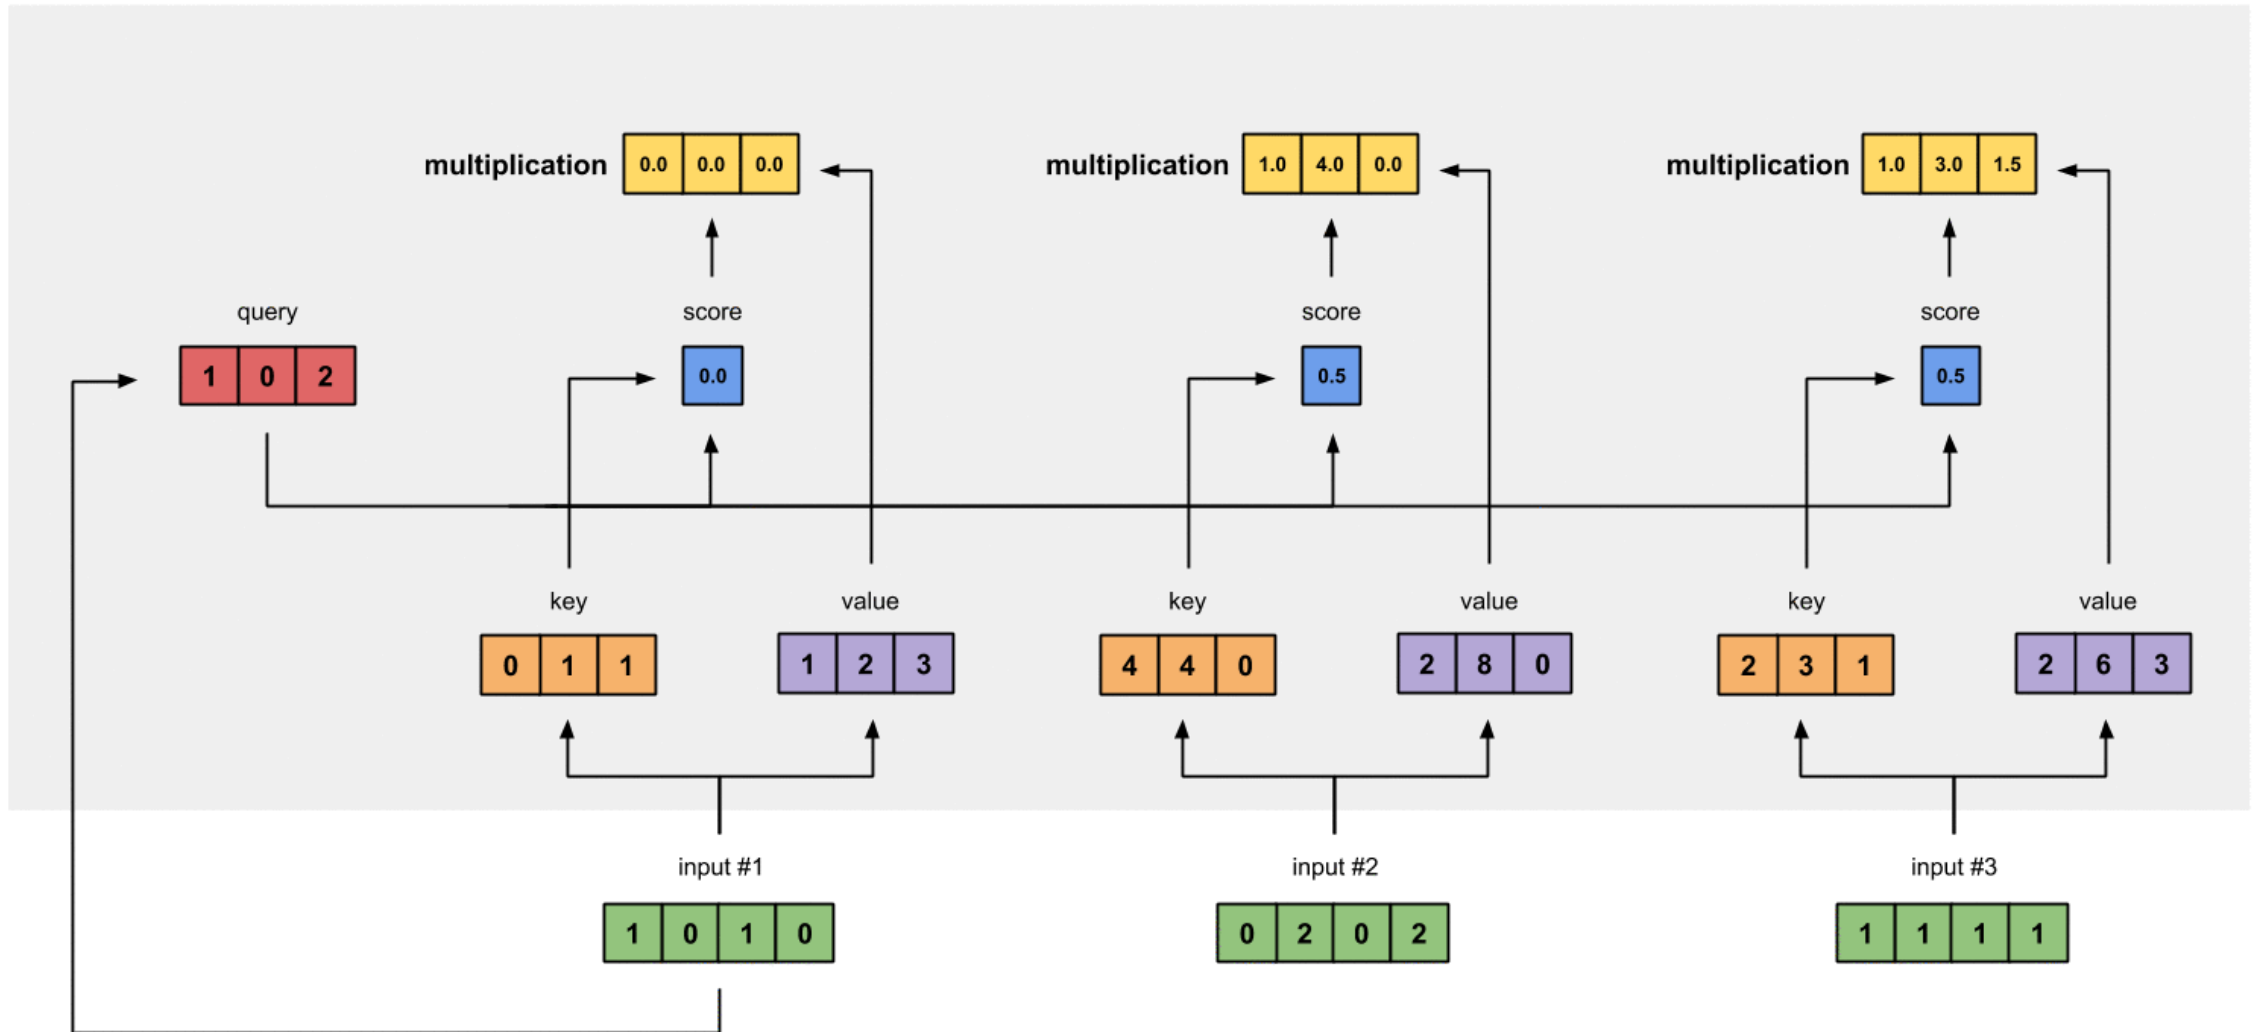 multiplication 0.0 0.0 0.0 multiplication 1.0 4.0 0.0 multiplication 1.0 3.0 1.5
query score score score
1 0 2 0.0 0.5 0.5
key value key value key value
0 1 1 1 2 3 4 4 0 2 8 0 2 3 1 2 6 3
input #1 input #2 input #3
1 0 1 0 0 2 0 2 1 1 1 1